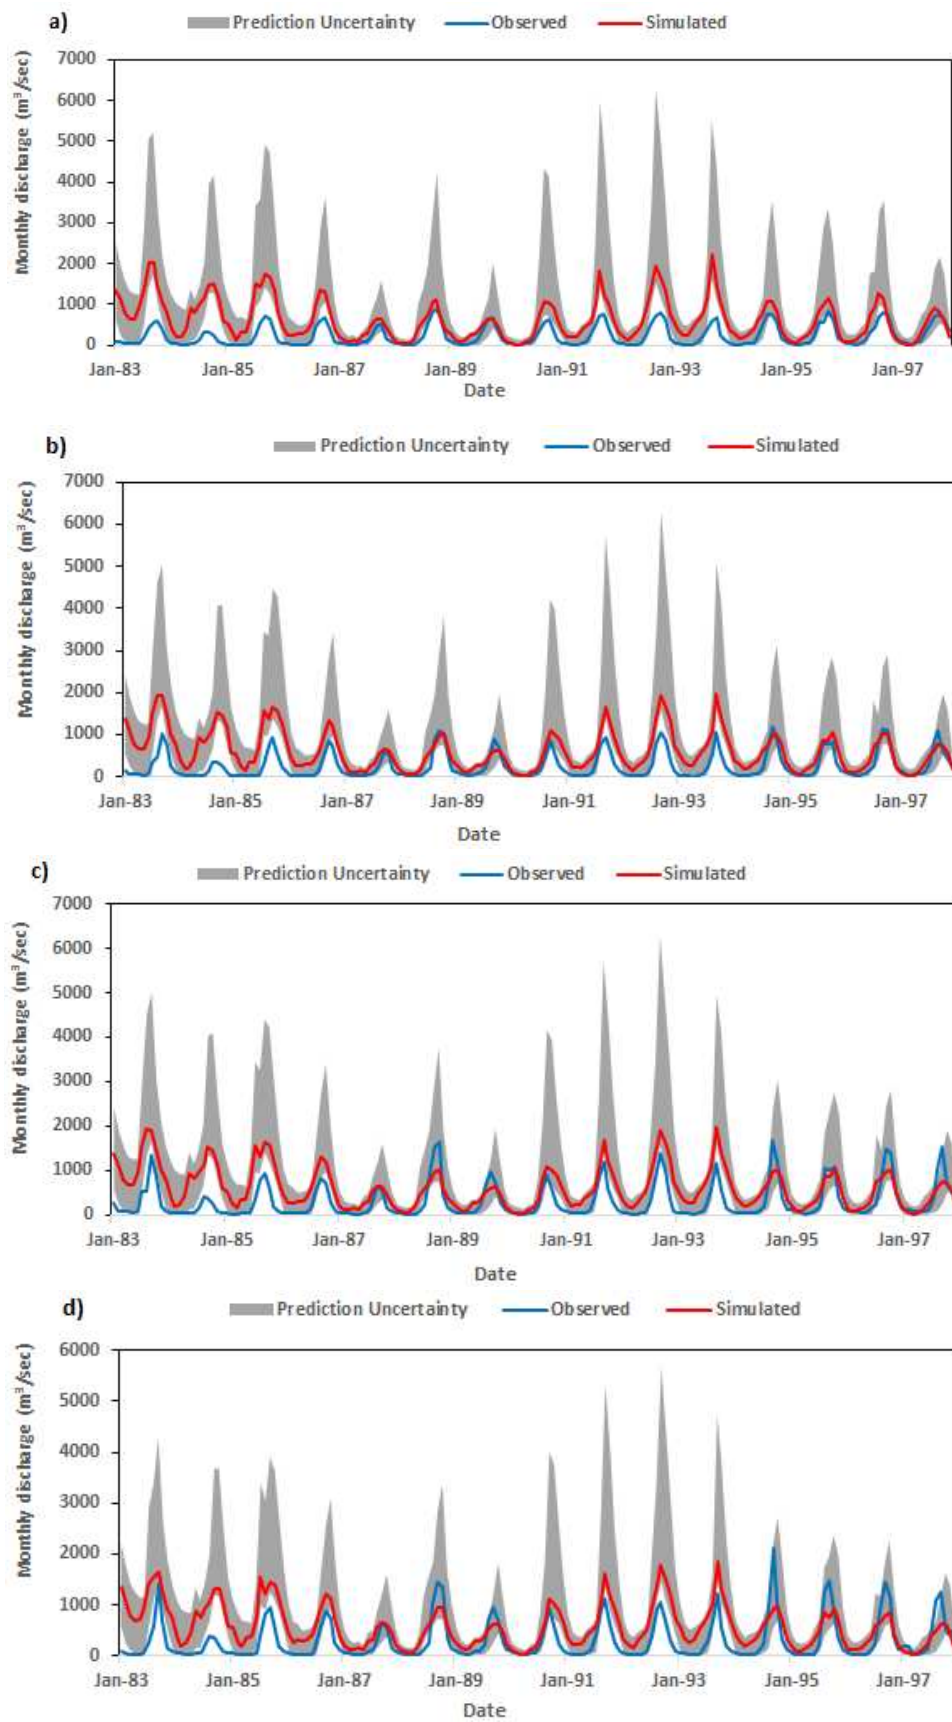 a)
Prediction Uncertainty Observed Simulated
Monthly discharge (m³/sec)
7000
6000
5000
4000
3000
2000
1000
0
Jan-83 Jan-85 Jan-87 Jan-89 Jan-91 Jan-93 Jan-95 Jan-97
Date
b)
Prediction Uncertainty Observed Simulated
Monthly discharge (m³/sec)
7000
6000
5000
4000
3000
2000
1000
0
Jan-83 Jan-85 Jan-87 Jan-89 Jan-91 Jan-93 Jan-95 Jan-97
Date
c)
Prediction Uncertainty Observed Simulated
Monthly discharge (m³/sec)
7000
6000
5000
4000
3000
2000
1000
0
Jan-83 Jan-85 Jan-87 Jan-89 Jan-91 Jan-93 Jan-95 Jan-97
Date
d)
Prediction Uncertainty Observed Simulated
Monthly discharge (m³/sec)
6000
5000
4000
3000
2000
1000
0
Jan-83 Jan-85 Jan-87 Jan-89 Jan-91 Jan-93 Jan-95 Jan-97
Date